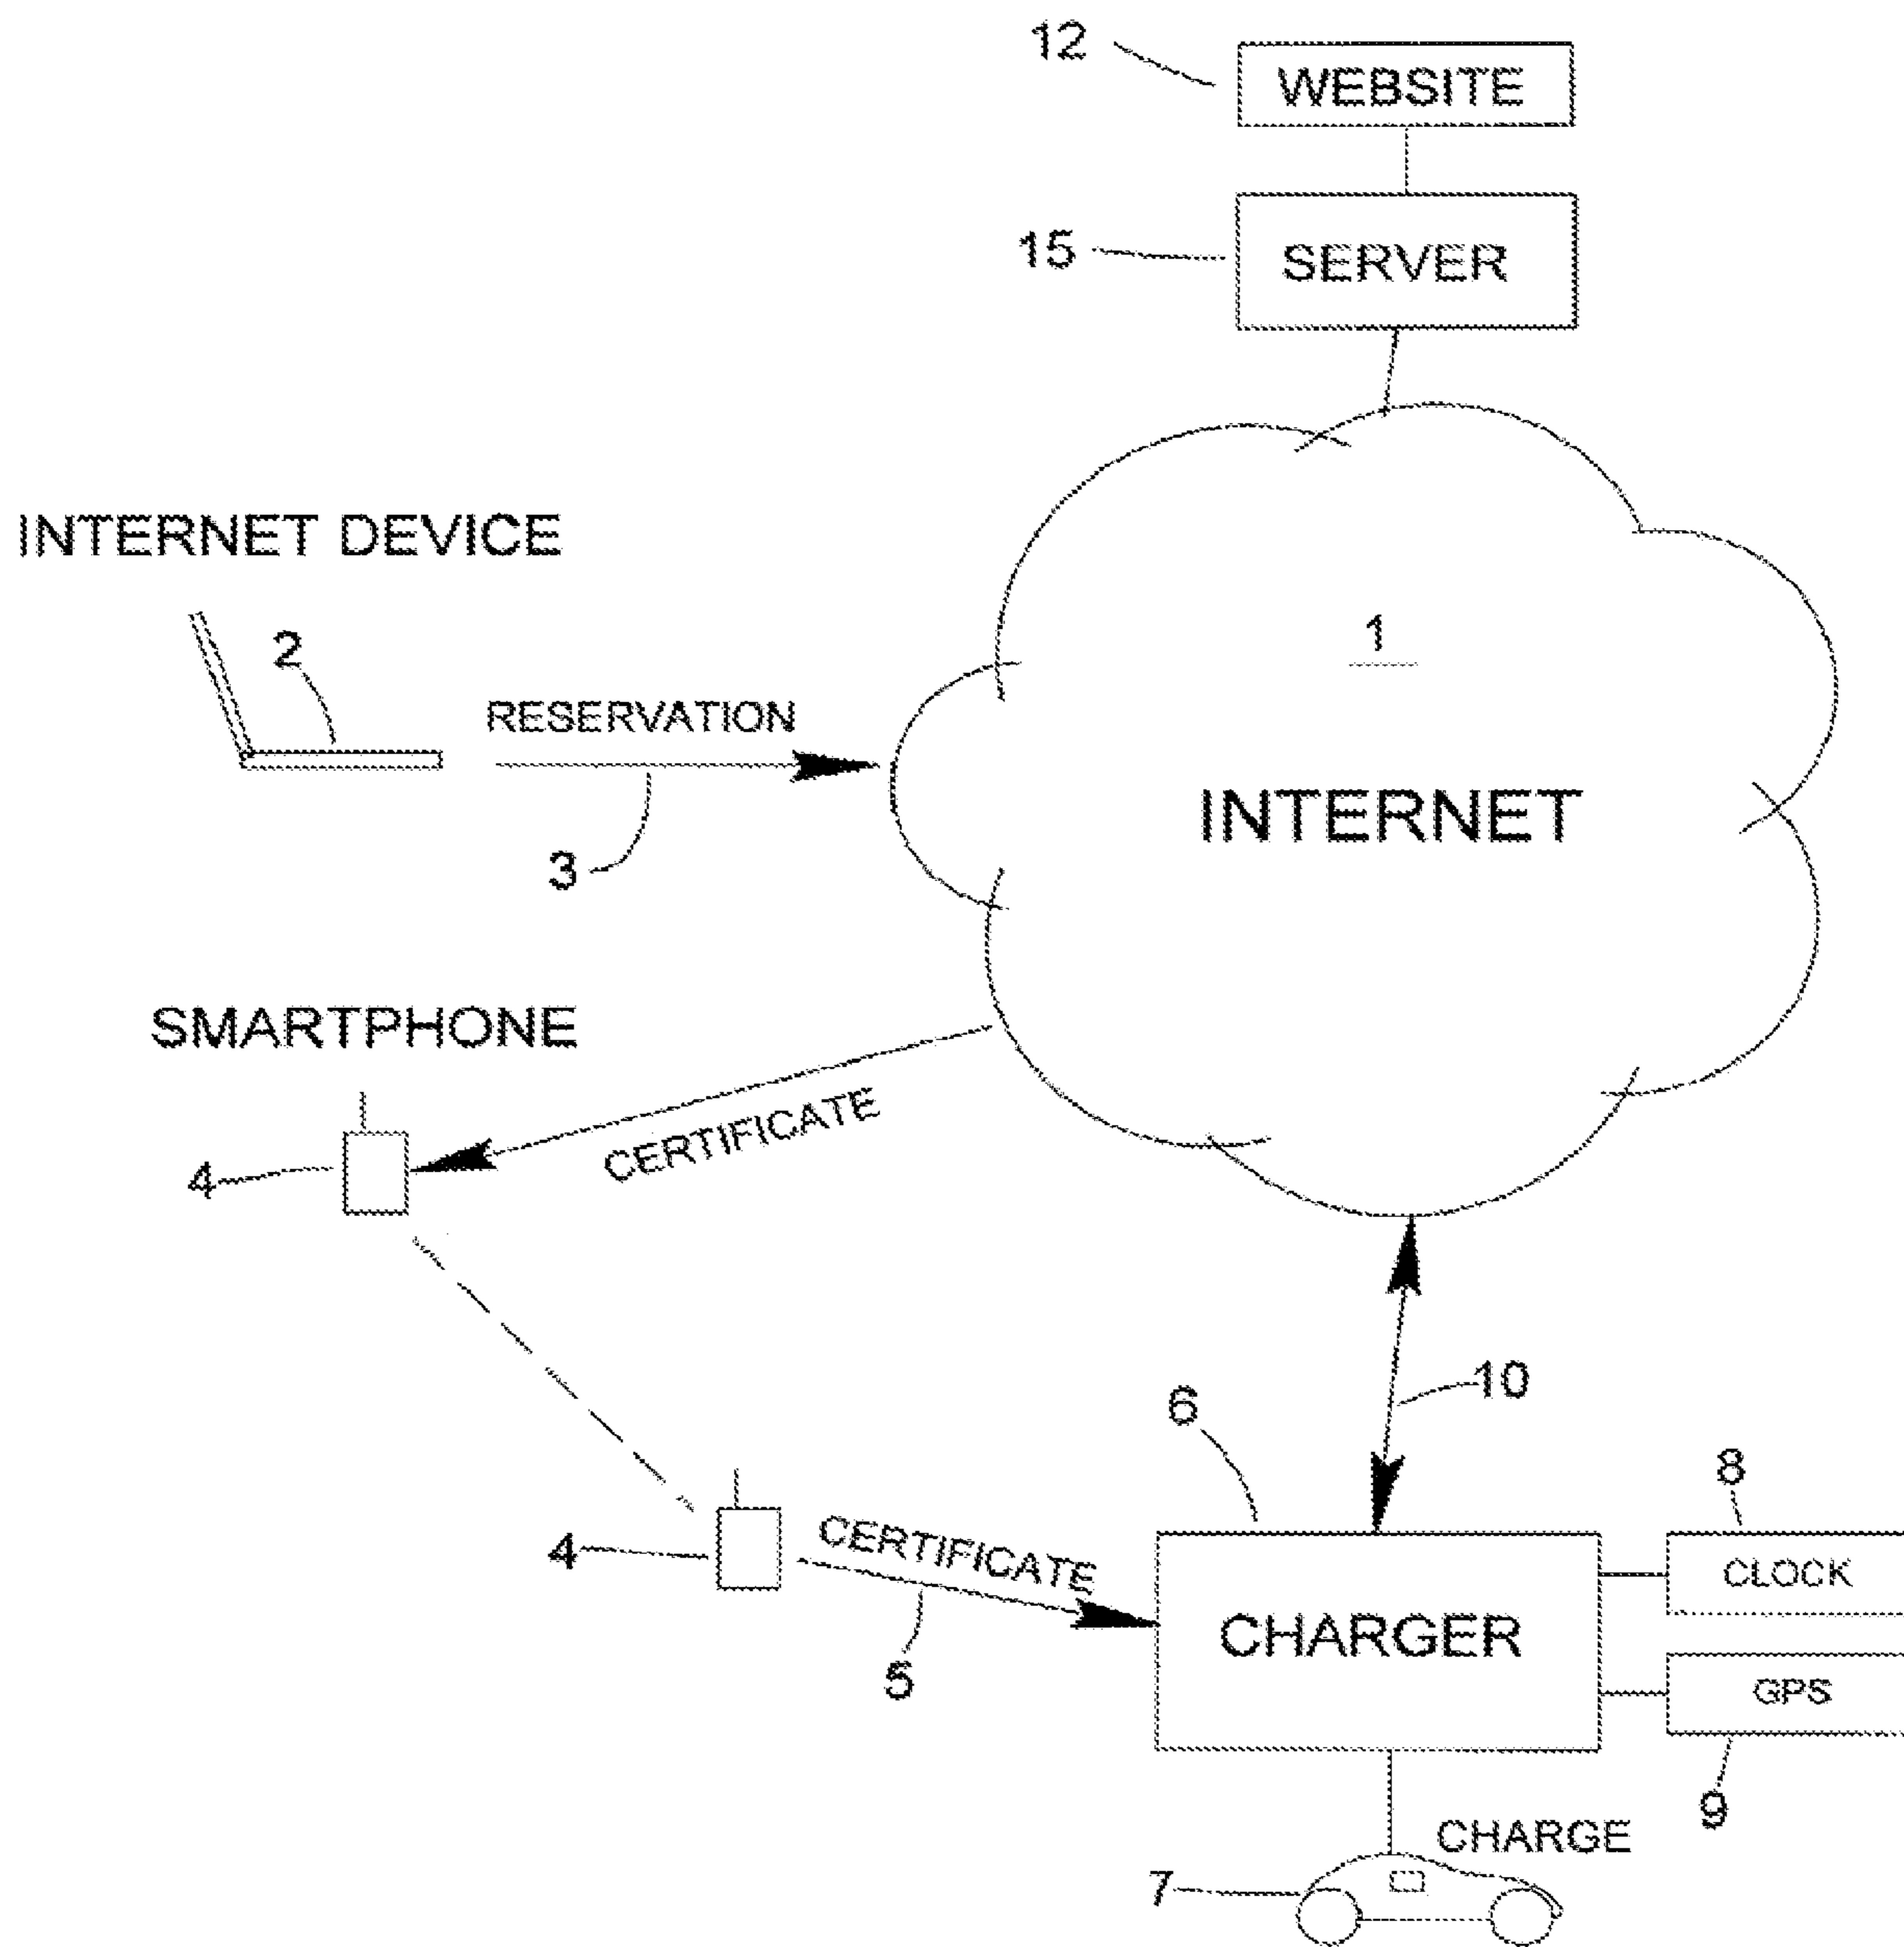 12
WEBSITE
15
SERVER
INTERNET DEVICE
2
RESERVATION
3
1
INTERNET
SMARTPHONE
CERTIFICATE
4
10
6
8
CLOCK
4
CERTIFICATE
5
CHARGER
GPS
9
CHARGE
7